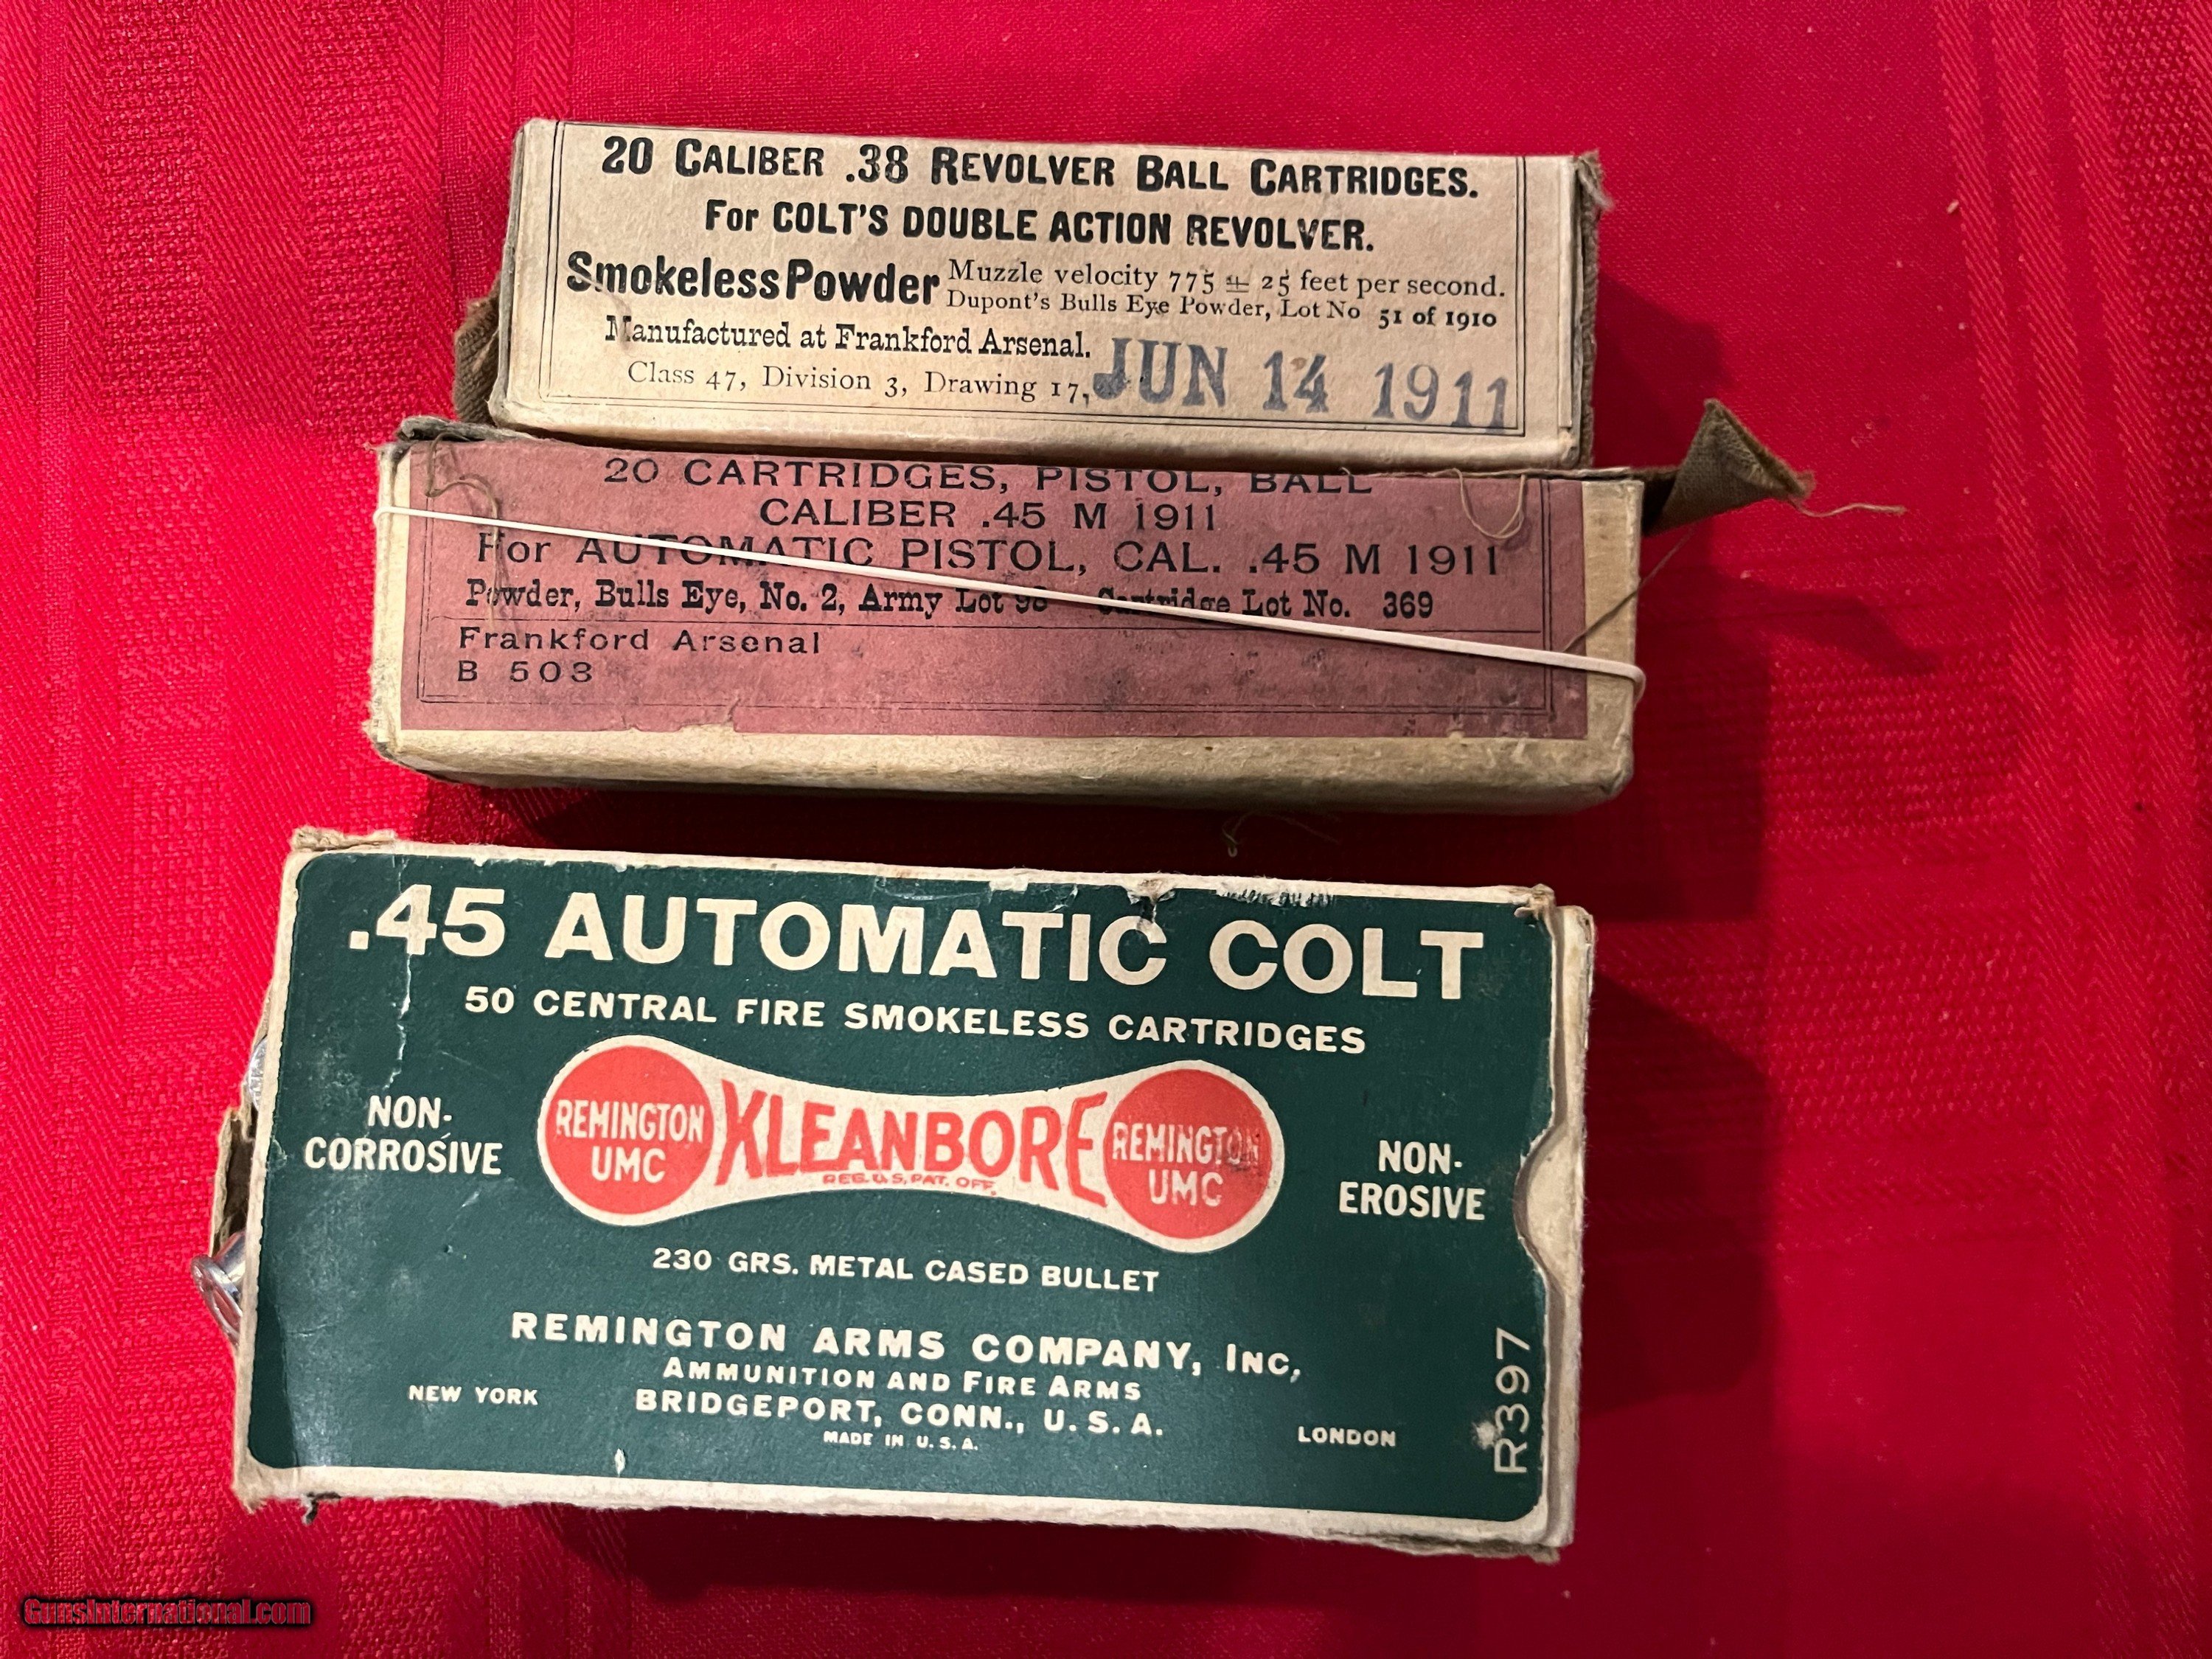 20 CALIBER .38 REVOLVER BALL CARTRIDGES.
For COLT'S DOUBLE ACTION REVOLVER.
Smokeless Powder
Muzzle velocity 775 ± 25 feet per second.
Dupont's Bulls Eye Powder, Lot No 51 of 1910
Manufactured at Frankford Arsenal.
Class 47, Division 3, Drawing 17,
JUN 14 1911
20 CARTRIDGES, PISTOL, BALL
CALIBER .45 M 1911
For AUTOMATIC PISTOL, CAL. .45 M 1911
Powder, Bulls Eye, No. 2, Army Lot Cartridge Lot No. 369
Frankford Arsenal
B 503
.45 AUTOMATIC COLT
50 CENTRAL FIRE SMOKELESS CARTRIDGES
NON-
CORROSIVE
REMINGTON
UMC
KLEANBORE
REG. U.S. PAT. OFF.
REMINGTON
UMC
NON-
EROSIVE
230 GRS. METAL CASED BULLET
REMINGTON ARMS COMPANY, INC,
AMMUNITION AND FIRE ARMS
NEW YORK
BRIDGEPORT, CONN., U.S.A.
LONDON
MADE IN U.S.A.
R397
GunsInternational.com